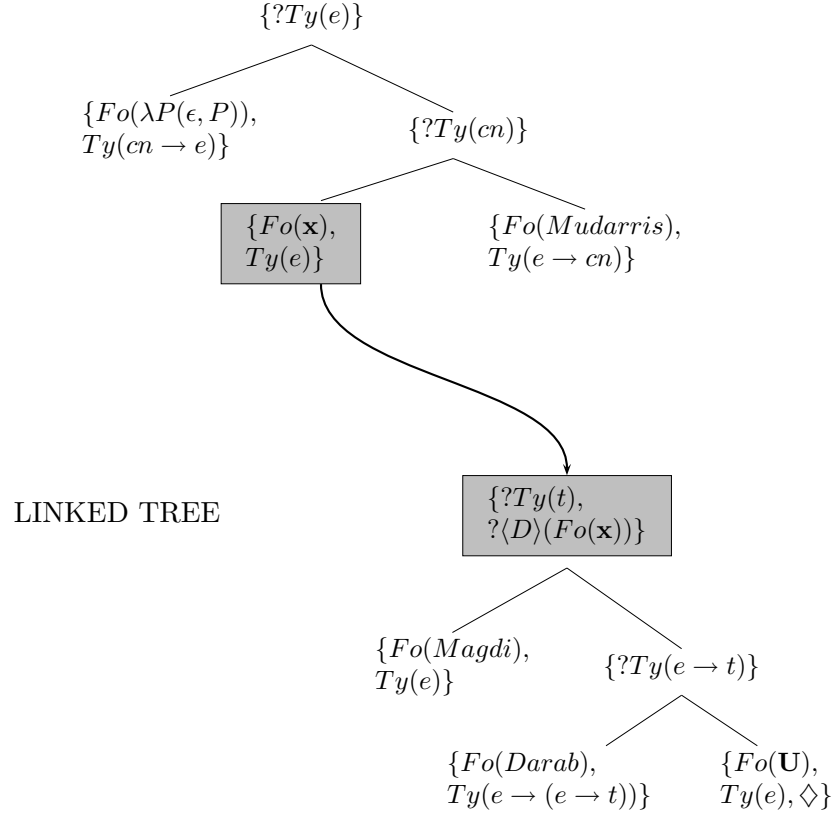 {?Ty(e)}
{Fo(λP(ϵ, P)),
Ty(cn → e)}
{?Ty(cn)}
{Fo(x),
Ty(e)}
{Fo(Mudarris),
Ty(e → cn)}
LINKED TREE
{?Ty(t),
?⟨D⟩(Fo(x))}
{Fo(Magdi),
Ty(e)}
{?Ty(e → t)}
{Fo(Darab),
Ty(e → (e → t))}
{Fo(U),
Ty(e), ♢}